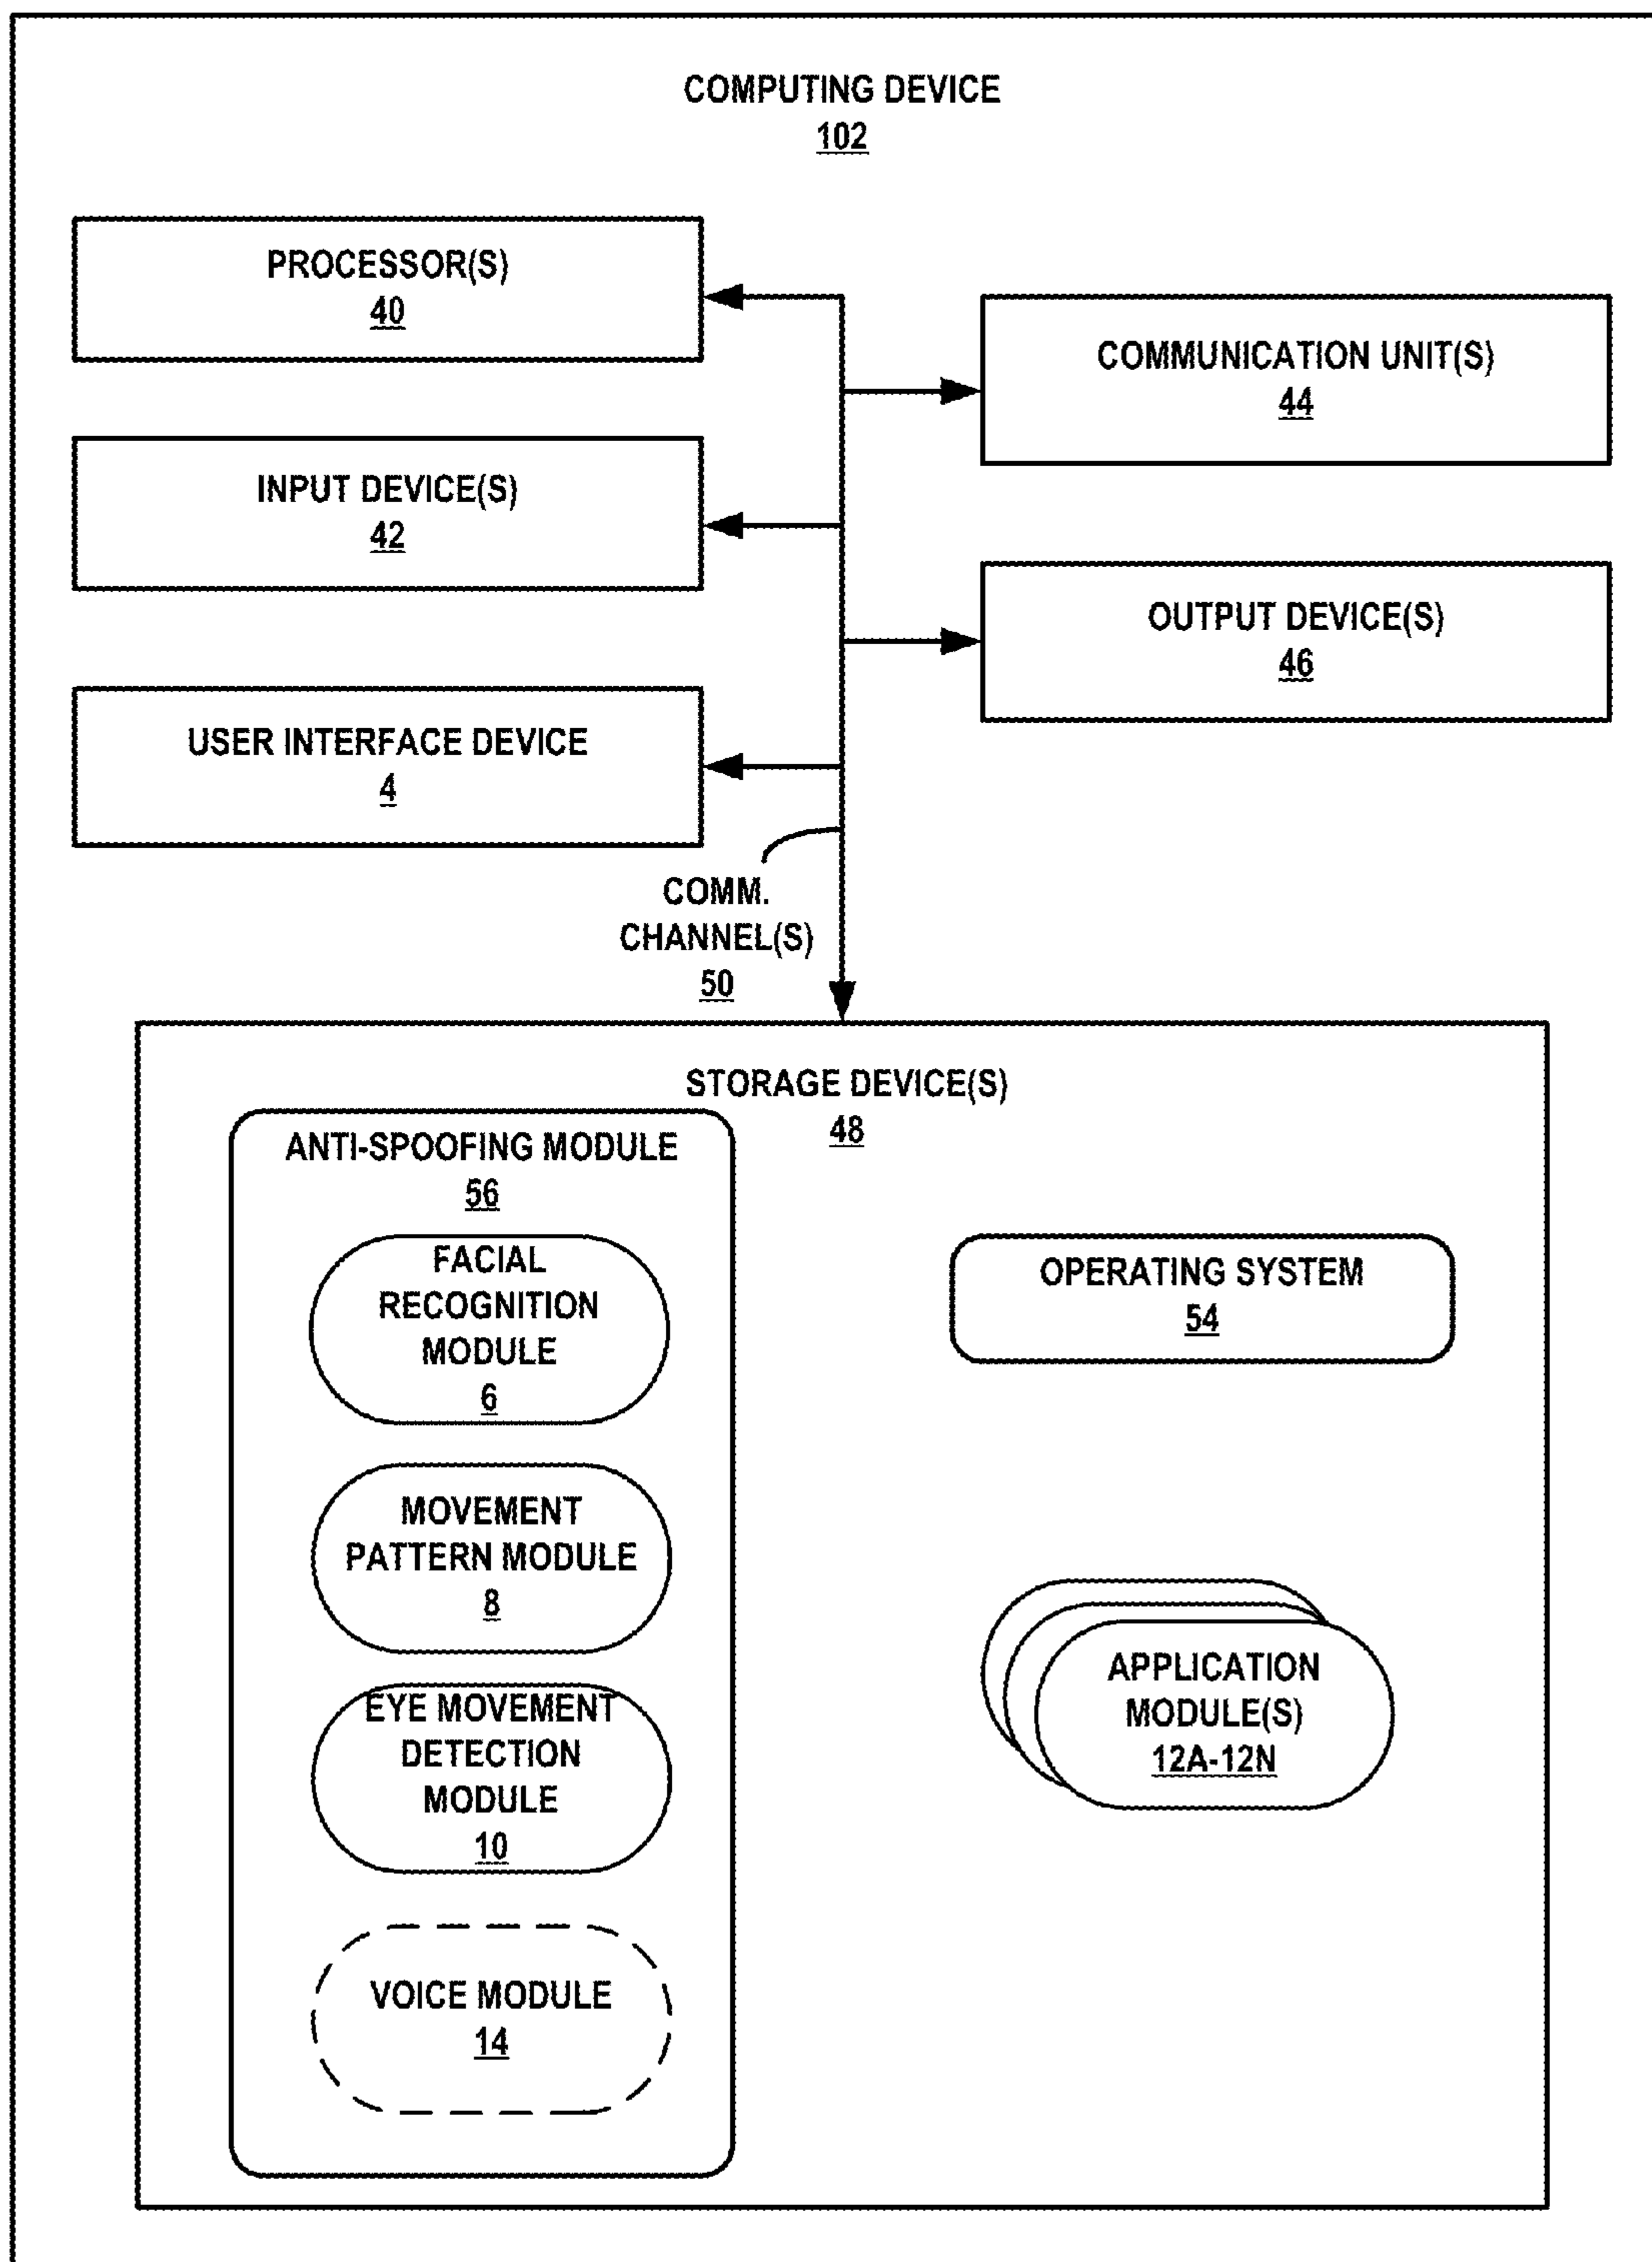 COMPUTING DEVICE
102
PROCESSOR(S)
40
COMMUNICATION UNIT(S)
44
INPUT DEVICE(S)
42
OUTPUT DEVICE(S)
46
USER INTERFACE DEVICE
4
COMM.
CHANNEL(S)
50
STORAGE DEVICE(S)
48
ANTI-SPOOFING MODULE
56
FACIAL
RECOGNITION
MODULE
6
MOVEMENT
PATTERN MODULE
8
EYE MOVEMENT
DETECTION
MODULE
10
VOICE MODULE
14
OPERATING SYSTEM
54
APPLICATION
MODULE(S)
12A-12N